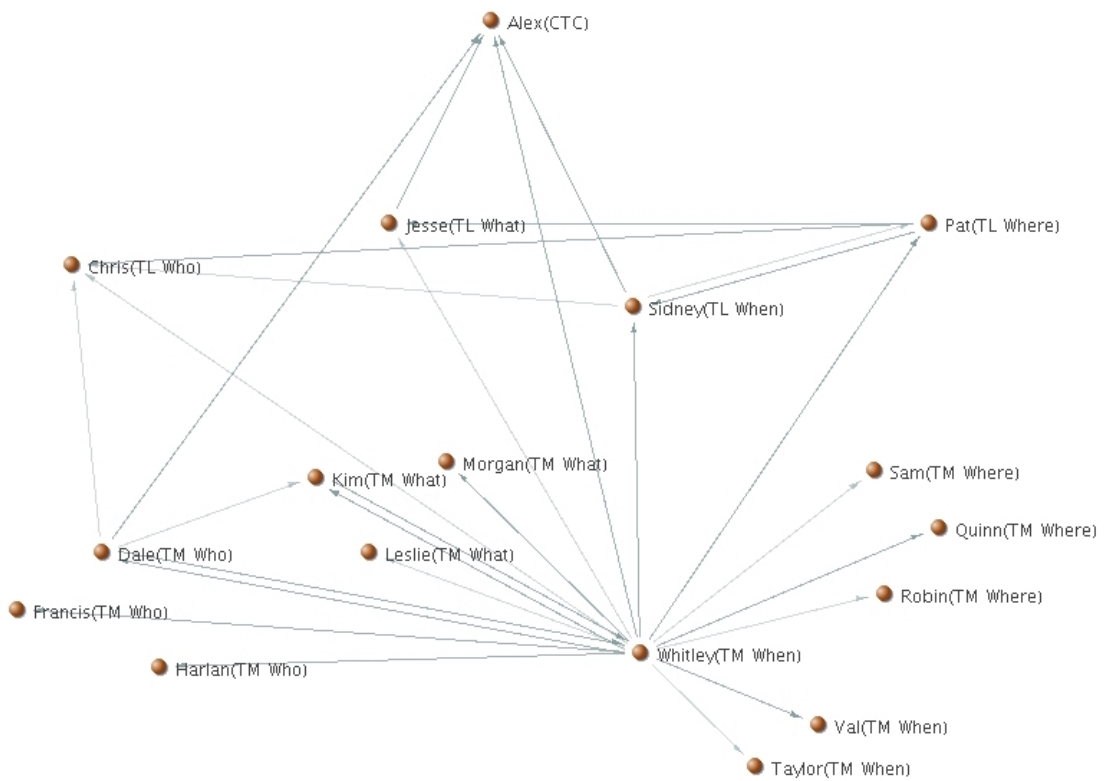 Alex(CTC)
Jesse(TL What)
Pat(TL Where)
Chris(TL Who)
Sidney(TL When)
Morgan(TM What)
Kim(TM What)
Sam(TM Where)
Quinn(TM Where)
Dale(TM Who)
Leslie(TM What)
Robin(TM Where)
Francis(TM Who)
Whitley(TM When)
Harlan(TM Who)
Val(TM When)
Taylor(TM When)